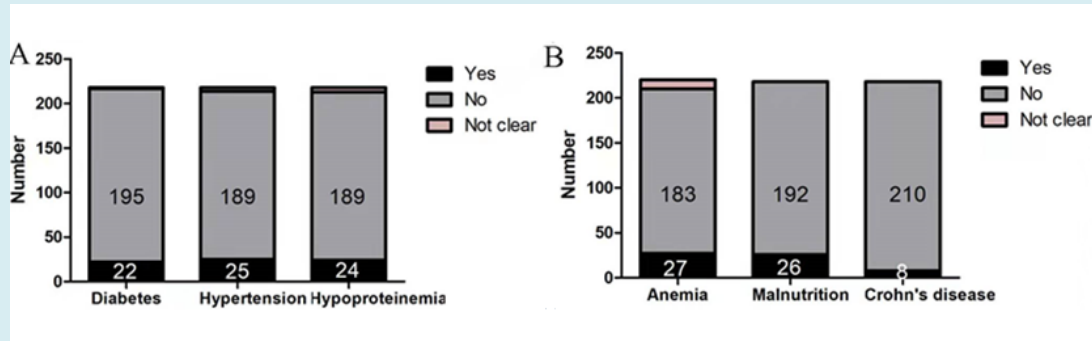 A
250
200
150
100
50
0
Number
195
189
189
22
25
24
Diabetes
Hypertension
Hypoproteinemia
Yes
No
Not clear
B
250
200
150
100
50
0
Number
183
192
210
27
26
8
Anemia
Malnutrition
Crohn's disease
Yes
No
Not clear